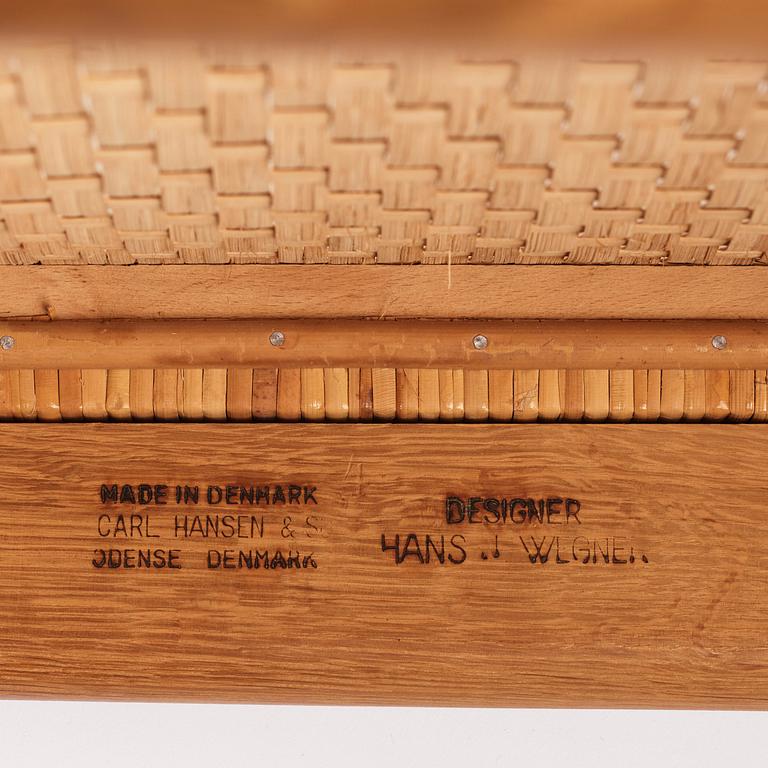 MADE IN DENMARK
CARL HANSEN & S
ODENSE DENMARK
DESIGNER
HANS J WEGNER